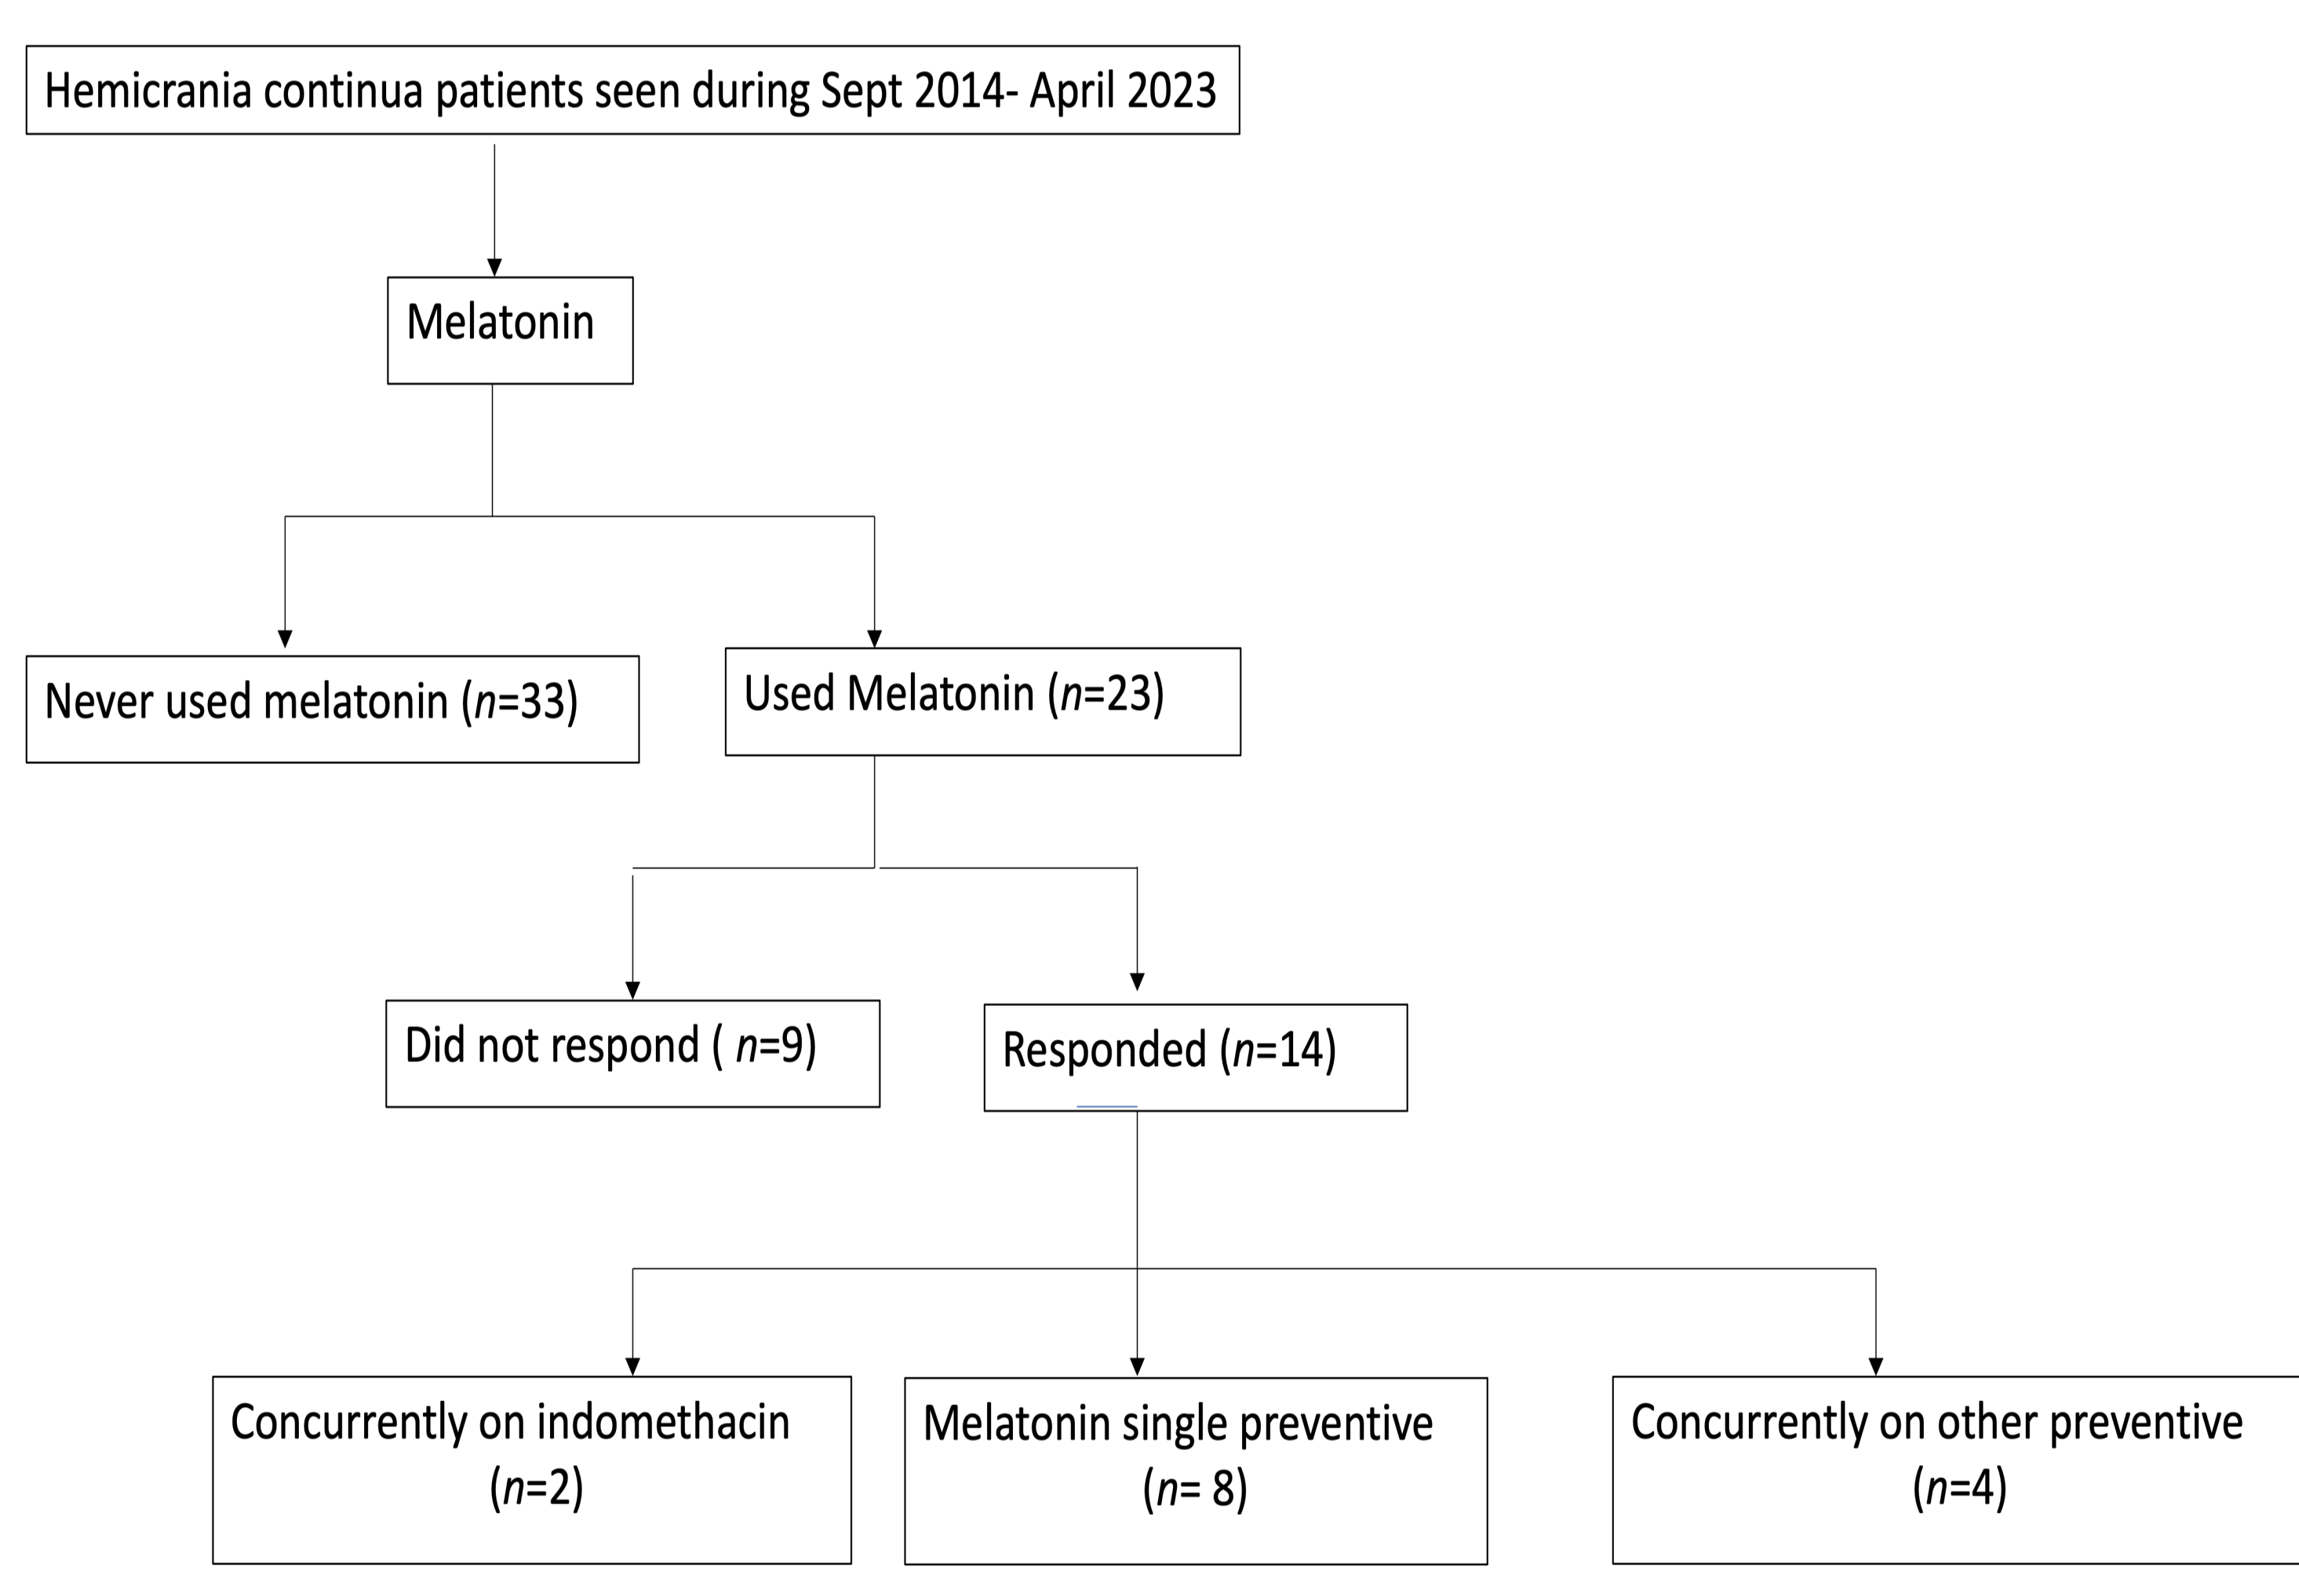 Hemicrania continua patients seen during Sept 2014- April 2023
Melatonin
Never used melatonin (n=33)
Used Melatonin (n=23)
Did not respond ( n=9)
Responded (n=14)
Concurrently on indomethacin
(n=2)
Melatonin single preventive
(n= 8)
Concurrently on other preventive
(n=4)